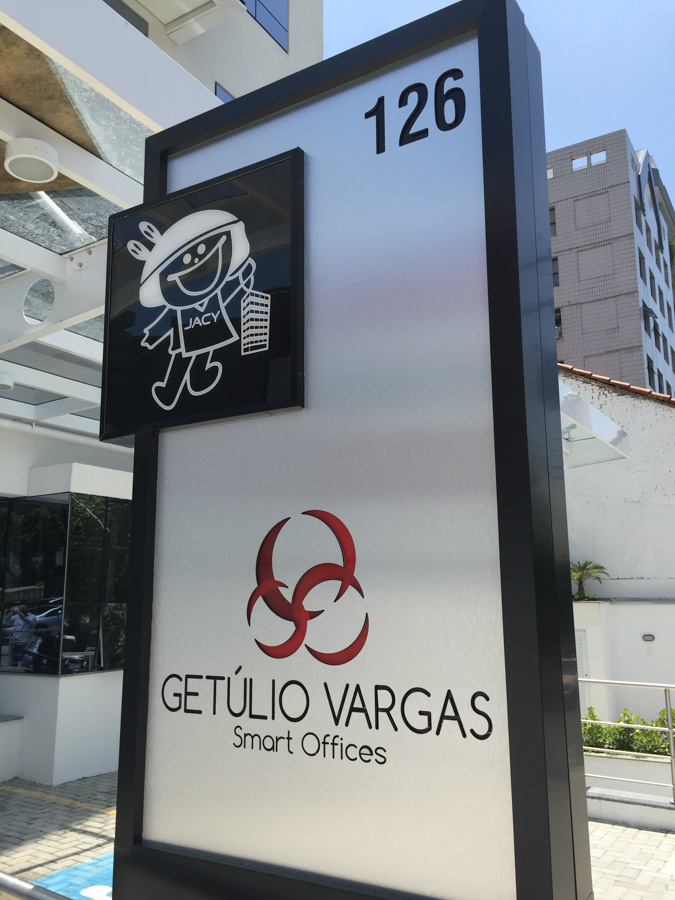 126
JACY
GETÚLIO VARGAS
Smart Offices